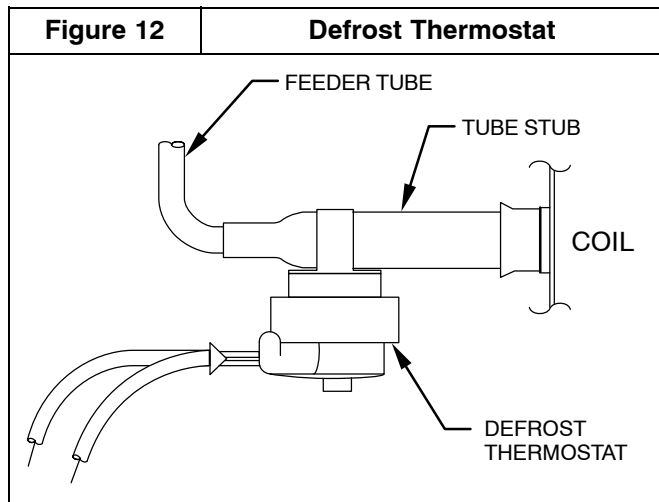 Figure 12
Defrost Thermostat
FEEDER TUBE
TUBE STUB
COIL
DEFROST
THERMOSTAT